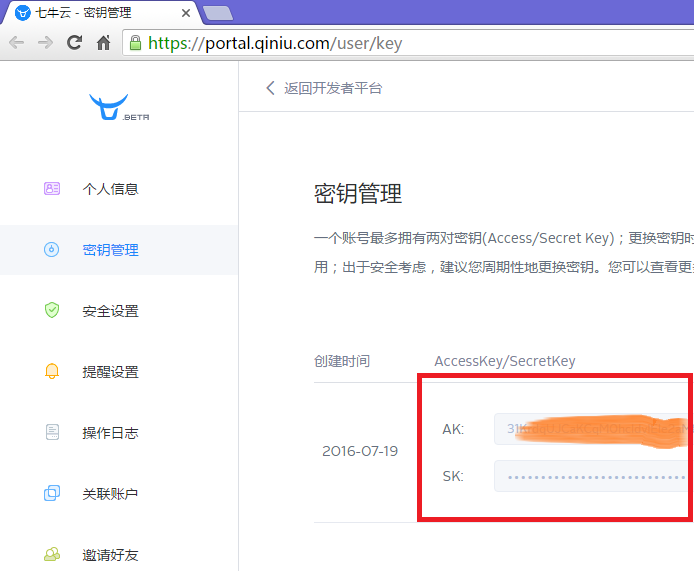 七牛云 - 密钥管理
https://portal.qiniu.com/user/key
.BETA
返回开发者平台
个人信息
密钥管理
安全设置
提醒设置
操作日志
关联账户
邀请好友
密钥管理
一个账号最多拥有两对密钥(Access/Secret Key)；更换密钥时
用；出于安全考虑，建议您周期性地更换密钥。您可以查看更
创建时间
AccessKey/SecretKey
2016-07-19
AK:
SK: